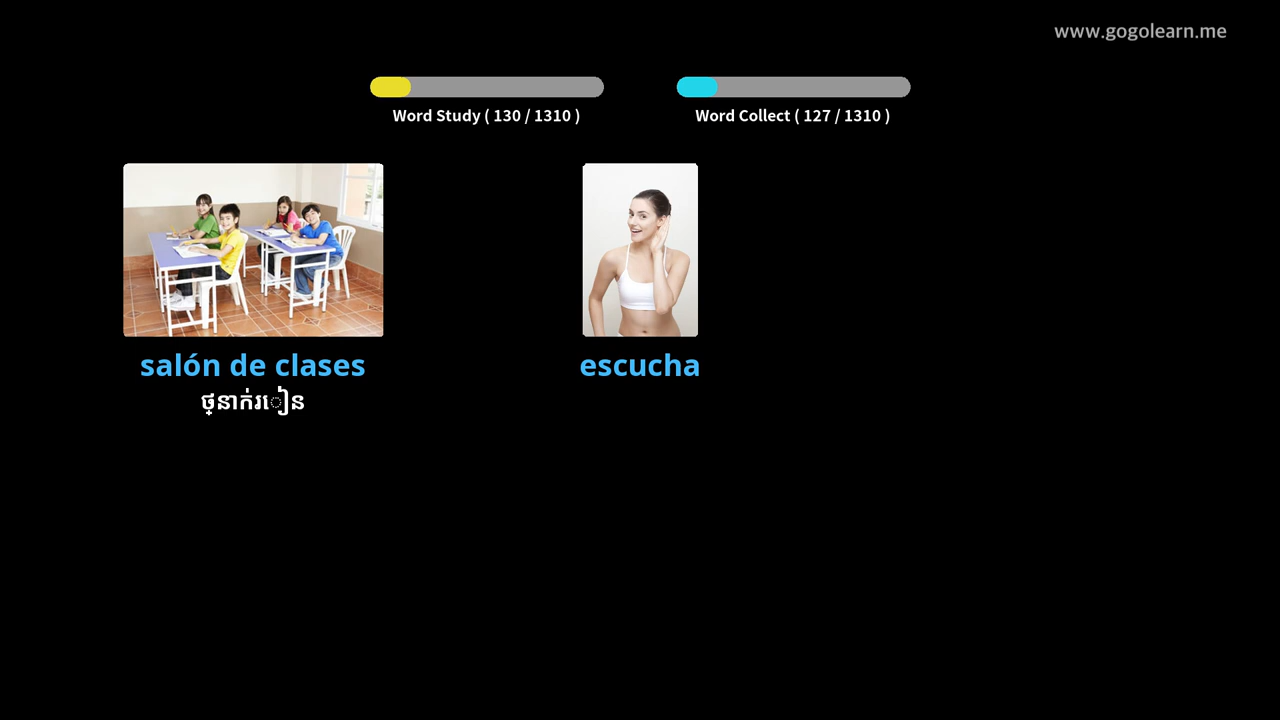 www.gogolearn.me
Word Study ( 130 / 1310 )
Word Collect ( 127 / 1310 )
salón de clases
escucha
ថ្នាក់រៀន